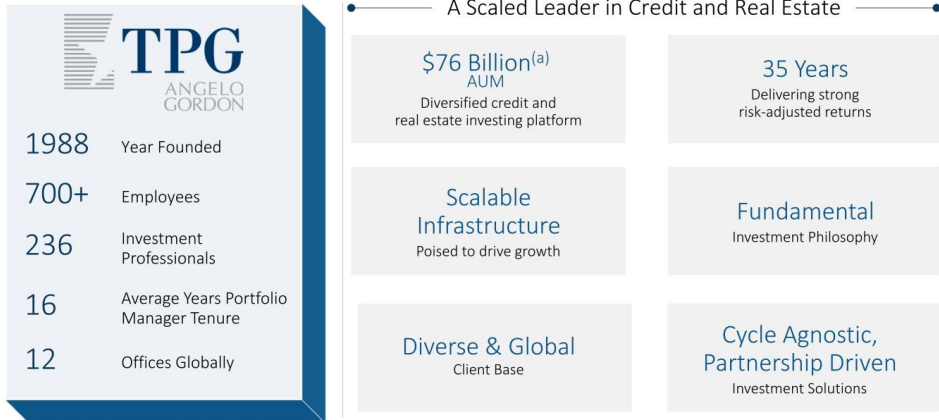 TPG
ANGELO
GORDON
1988 Year Founded
700+ Employees
236 Investment
Professionals
16 Average Years Portfolio
Manager Tenure
12 Offices Globally
A Scaled Leader in Credit and Real Estate
$76 Billion(a)
AUM
Diversified credit and
real estate investing platform
35 Years
Delivering strong
risk-adjusted returns
Scalable
Infrastructure
Poised to drive growth
Fundamental
Investment Philosophy
Diverse & Global
Client Base
Cycle Agnostic,
Partnership Driven
Investment Solutions